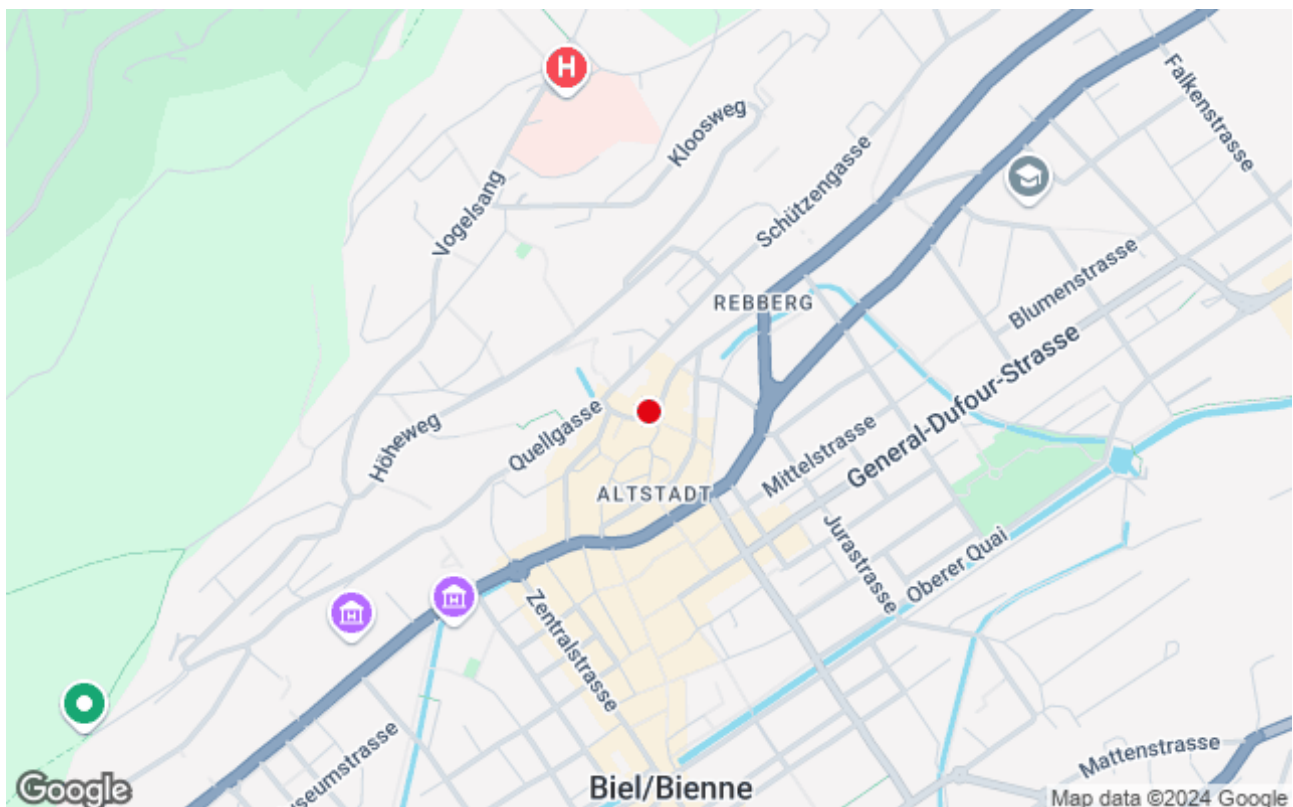 H
Falkenstrasse
Kloosweg
Vogelsang
Schützengasse
Blumenstrasse
REBBERG
General-Dufour-Strasse
Höheweg
Quellgasse
Mittelstrasse
ALTSTADT
Jurastrasse
Oberer Quai
Zentralstrasse
useumstrasse
Mattenstrasse
Biel/Bienne
Google
Map data ©2024 Google